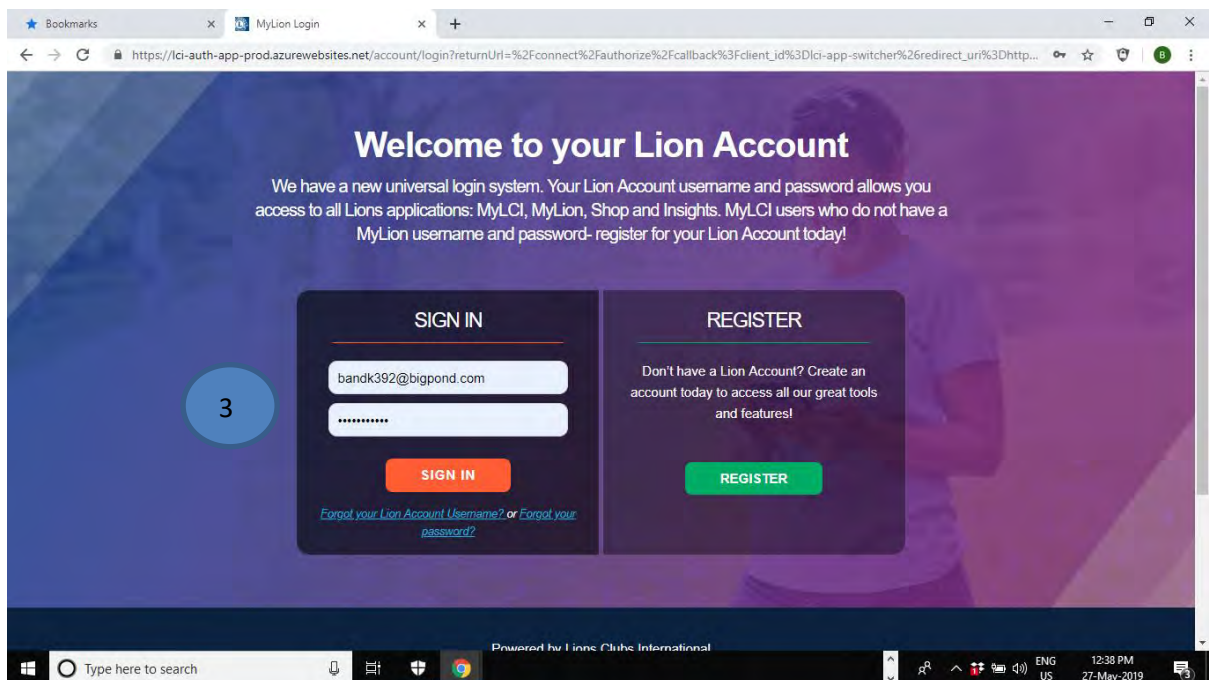 Bookmarks
MyLion Login
https://lci-auth-app-prod.azurewebsites.net/account/login?returnUrl=%2Fconnect%2Fauthorize%2Fcallback%3Fclient_id%3Dlci-app-switcher%26redirect_uri%3Dhttp...
B
Welcome to your Lion Account
We have a new universal login system. Your Lion Account username and password allows you
access to all Lions applications: MyLCI, MyLion, Shop and Insights. MyLCI users who do not have a
MyLion username and password- register for your Lion Account today!
SIGN IN
bandk392@bigpond.com
•••••••••••
SIGN IN
Forgot your Lion Account Username? or Forgot your
password?
REGISTER
Don't have a Lion Account? Create an
account today to access all our great tools
and features!
REGISTER
3
Powered by Lions Clubs International
Type here to search
ENG
US
12:38 PM
27-May-2019
3